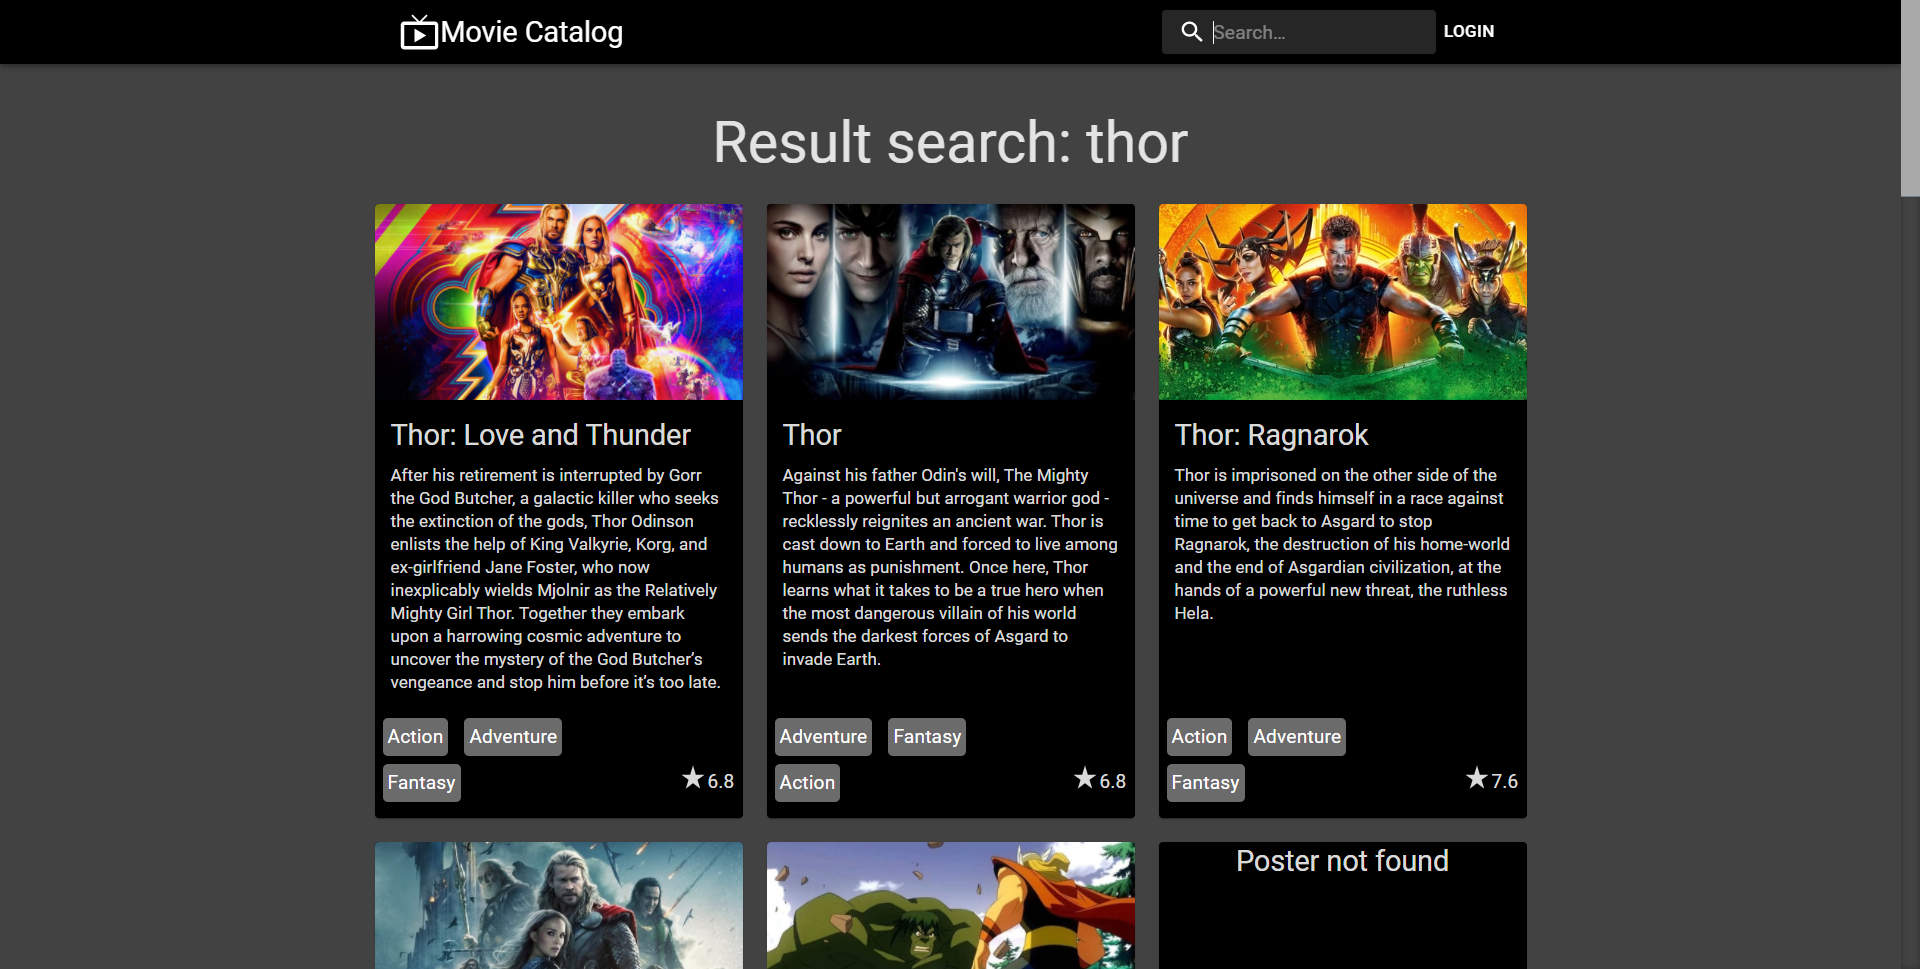 Movie Catalog
Search…
LOGIN
Result search: thor
Thor: Love and Thunder
After his retirement is interrupted by Gorr
the God Butcher, a galactic killer who seeks
the extinction of the gods, Thor Odinson
enlists the help of King Valkyrie, Korg, and
ex-girlfriend Jane Foster, who now
inexplicably wields Mjolnir as the Relatively
Mighty Girl Thor. Together they embark
upon a harrowing cosmic adventure to
uncover the mystery of the God Butcher’s
vengeance and stop him before it’s too late.
Action Adventure
Fantasy ★ 6.8
Thor
Against his father Odin's will, The Mighty
Thor - a powerful but arrogant warrior god -
recklessly reignites an ancient war. Thor is
cast down to Earth and forced to live among
humans as punishment. Once here, Thor
learns what it takes to be a true hero when
the most dangerous villain of his world
sends the darkest forces of Asgard to
invade Earth.
Adventure Fantasy
Action ★ 6.8
Thor: Ragnarok
Thor is imprisoned on the other side of the
universe and finds himself in a race against
time to get back to Asgard to stop
Ragnarok, the destruction of his home-world
and the end of Asgardian civilization, at the
hands of a powerful new threat, the ruthless
Hela.
Action Adventure
Fantasy ★ 7.6
Poster not found